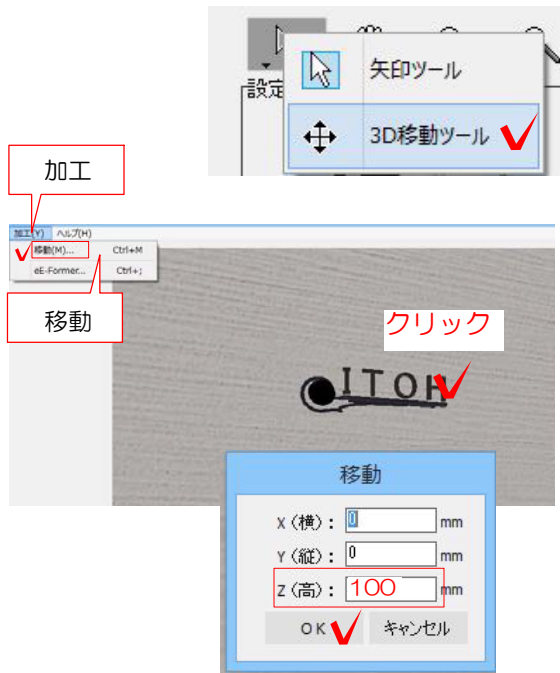 矢印ツール
設定
3D移動ツール
加工
加工(Y) ヘルプ(H)
移動(M)... Ctrl+M
eE-Former... Ctrl+;
移動
クリック
ITOH
移動
X(横): 0 mm
Y(縦): 0 mm
Z(高): 100 mm
OK キャンセル